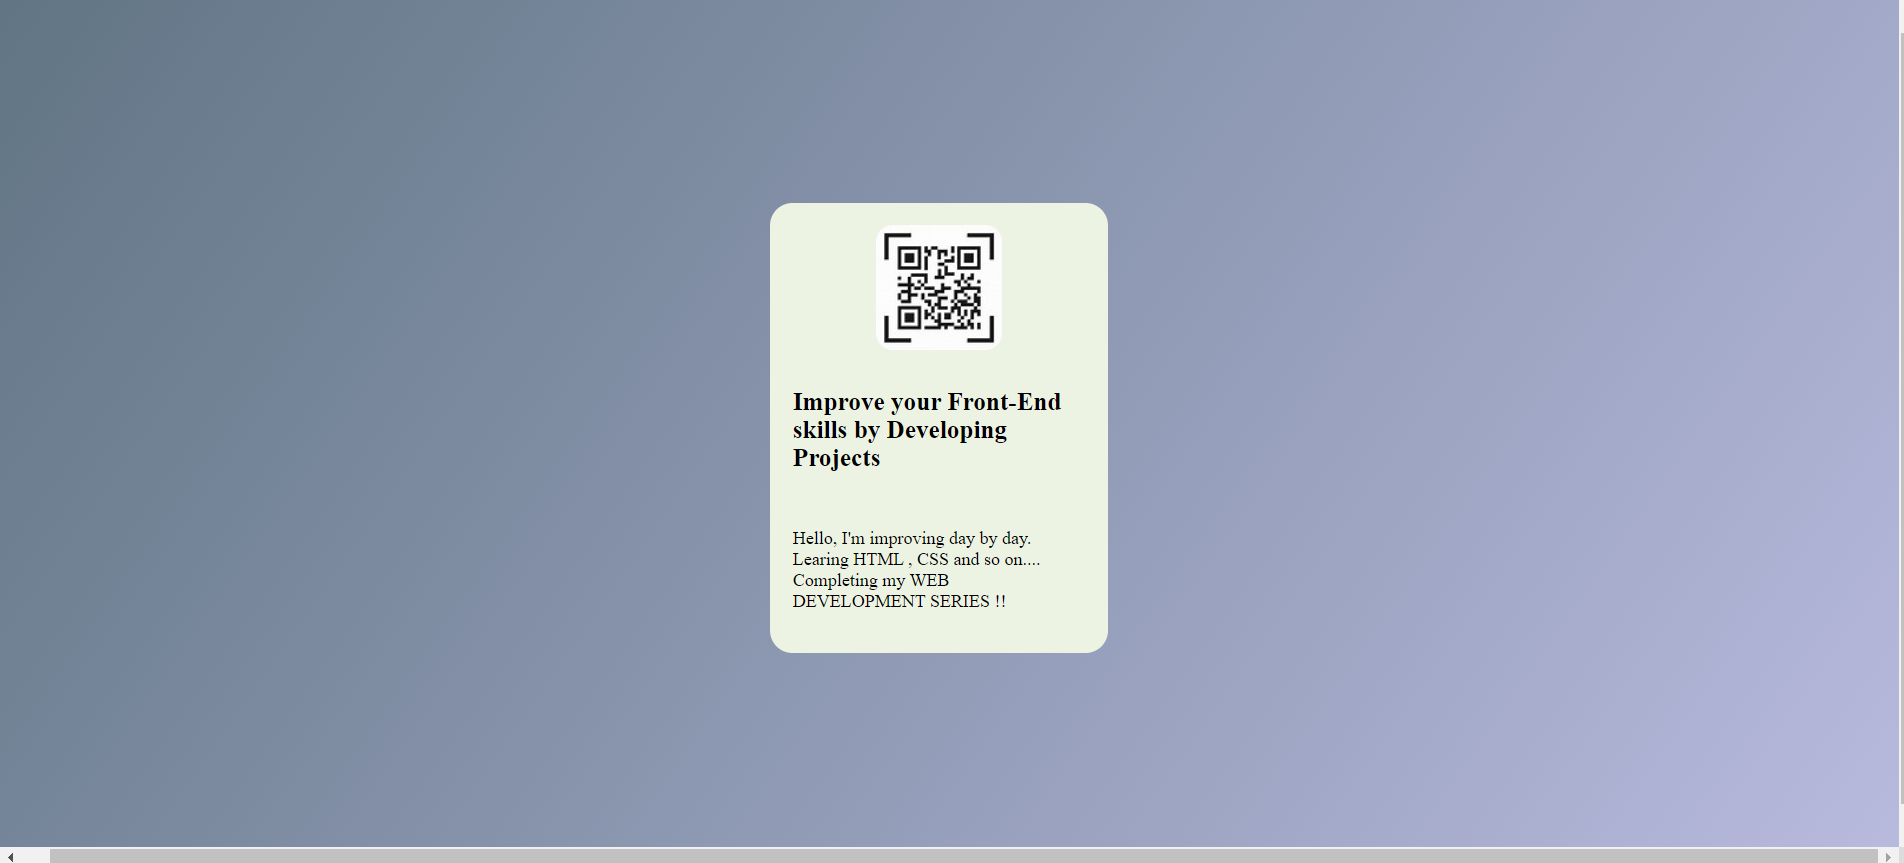 Improve your Front-End
skills by Developing
Projects
Hello, I'm improving day by day.
Learing HTML , CSS and so on....
Completing my WEB
DEVELOPMENT SERIES !!